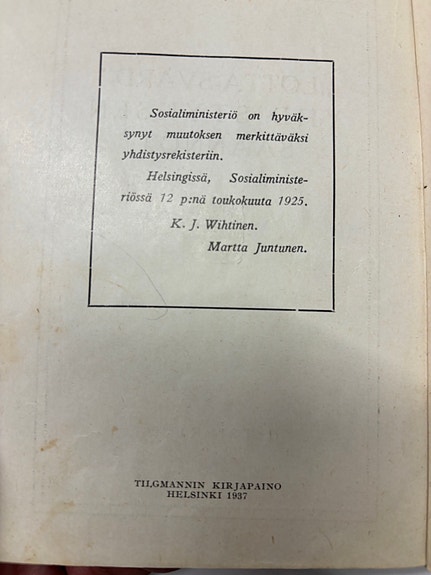 Sosialiministeriö on hyväk-
synyt muutoksen merkittäväksi
yhdistysrekisteriin.
Helsingissä, Sosialiministe-
riössä 12 p:nä toukokuuta 1925.
K. J. Wihtinen.
Martta Juntunen.
TILGMANNIN KIRJAPAINO
HELSINKI 1937